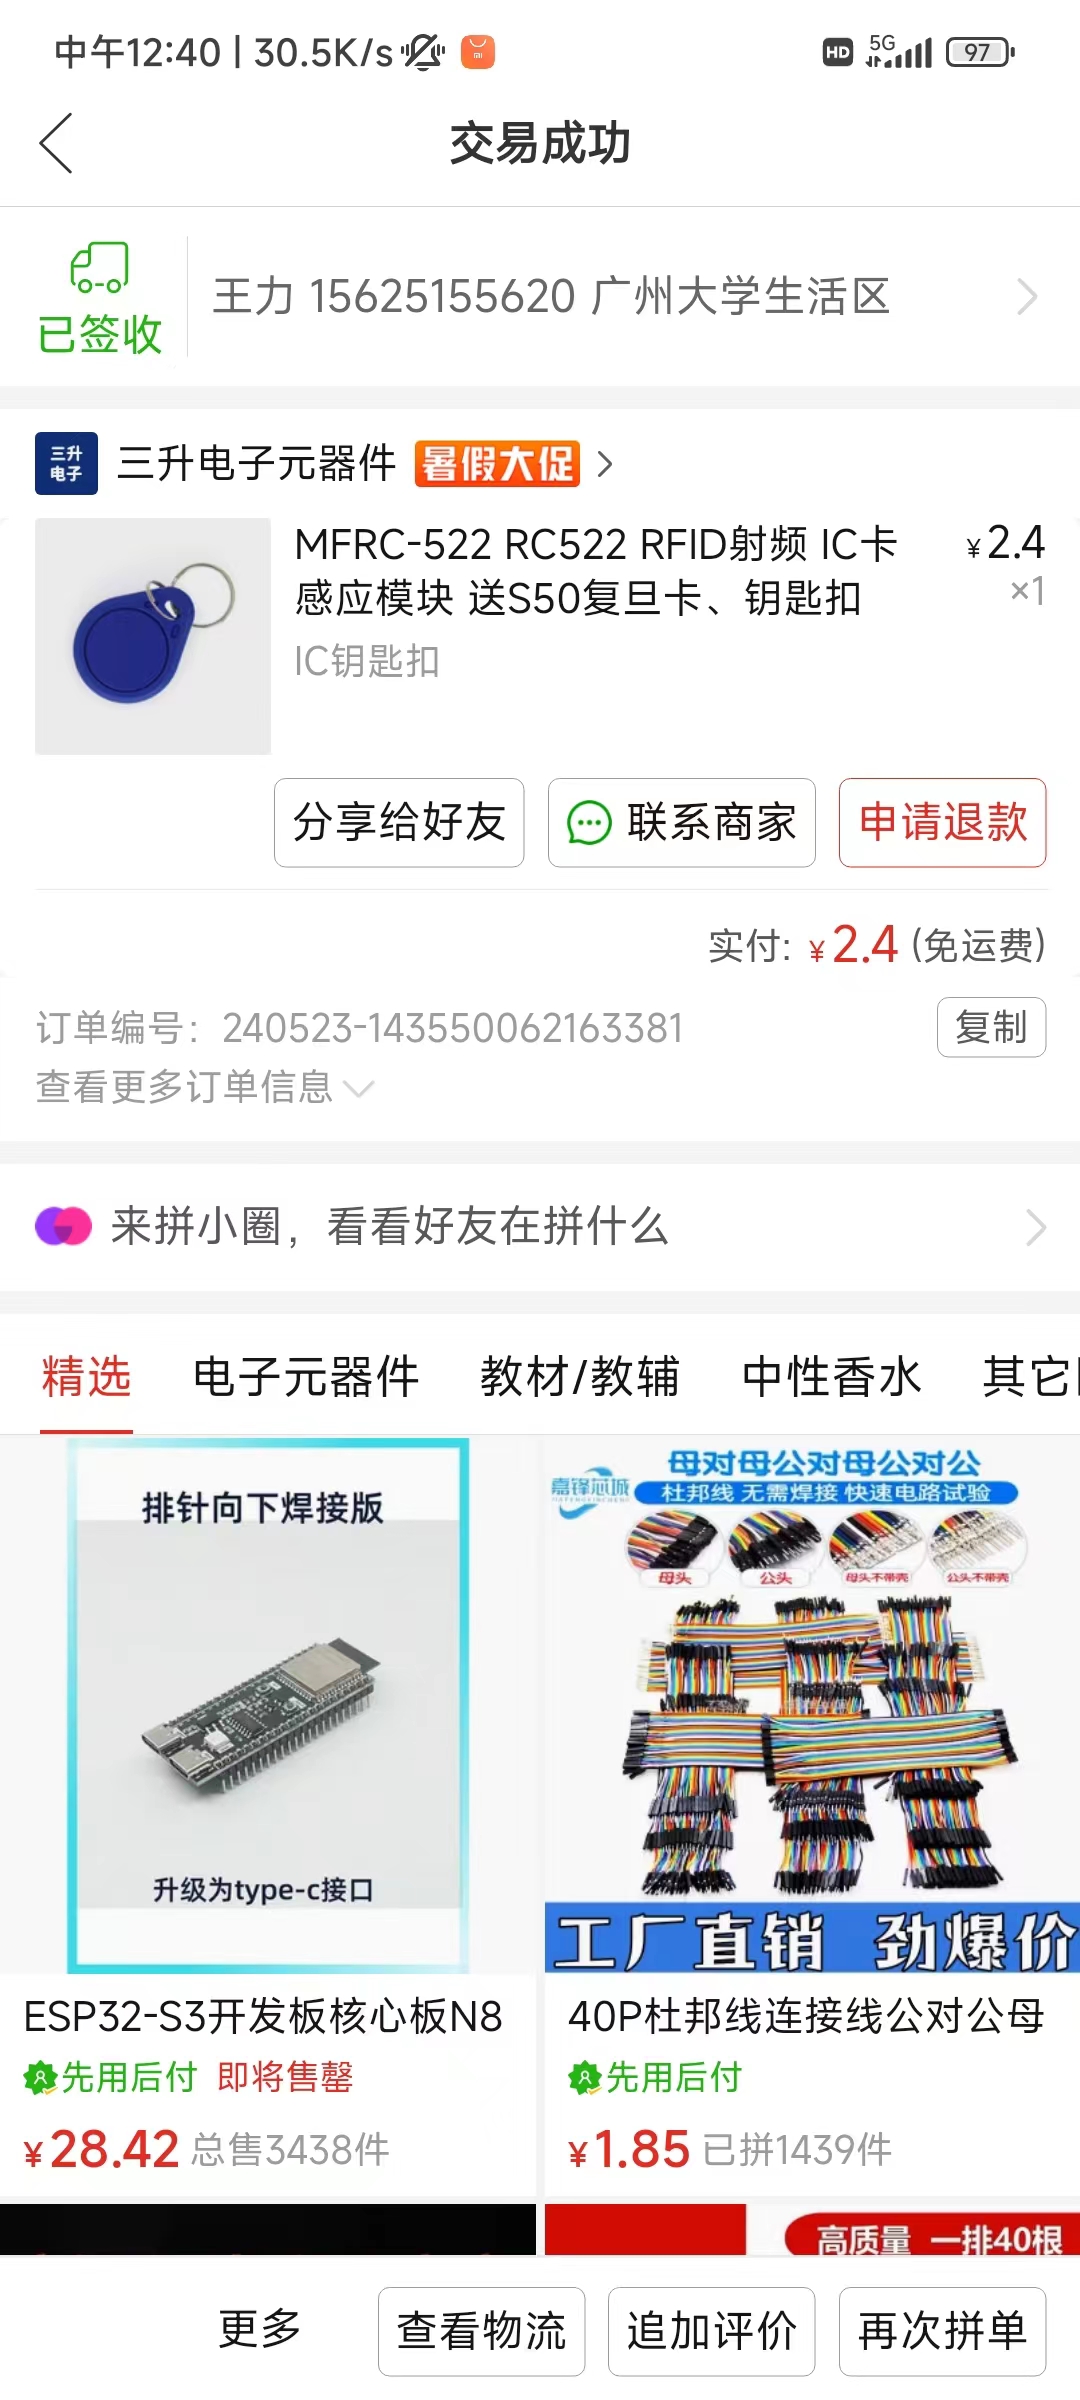 中午12:40 | 30.5K/s
HD 5G 97
交易成功
已签收
王力 15625155620 广州大学生活区
三升
电子
三升电子元器件 暑假大促
MFRC-522 RC522 RFID射频 IC卡 ¥2.4
感应模块 送S50复旦卡、钥匙扣 ×1
IC钥匙扣
分享给好友 联系商家 申请退款
实付: ¥2.4 (免运费)
订单编号: 240523-143550062163381 复制
查看更多订单信息
来拼小圈，看看好友在拼什么
精选 电子元器件 教材/教辅 中性香水 其它
排针向下焊接版
升级为type-c接口
母对母公对母公对公
嘉锋芯城
杜邦线 无需焊接 快速电路试验
母头 公头 母头不带壳 公头不带壳
工厂直销 劲爆价
ESP32-S3开发板核心板N8
先用后付 即将售罄
¥28.42 总售3438件
40P杜邦线连接线公对公母
先用后付
¥1.85 已拼1439件
高质量 一排40根
更多 查看物流 追加评价 再次拼单